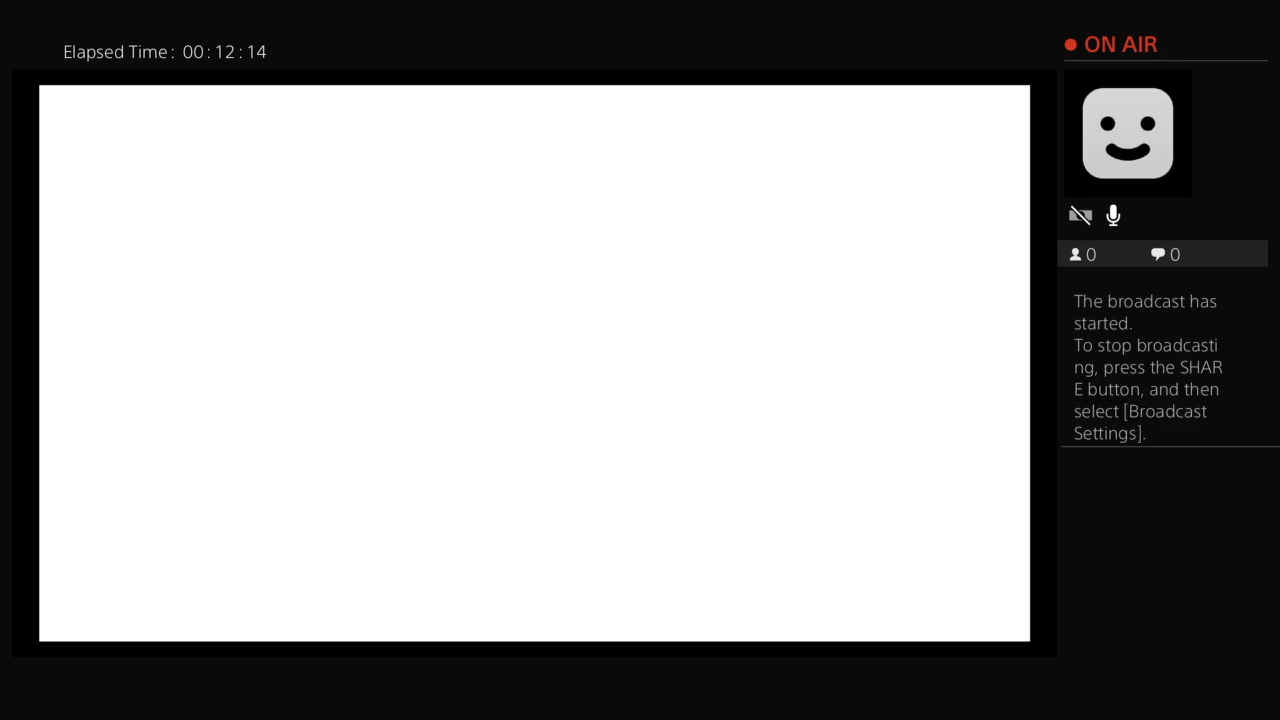 Elapsed Time: 00:12:14
ON AIR
0 0
The broadcast has
started.
To stop broadcasti
ng, press the SHAR
E button, and then
select [Broadcast
Settings].